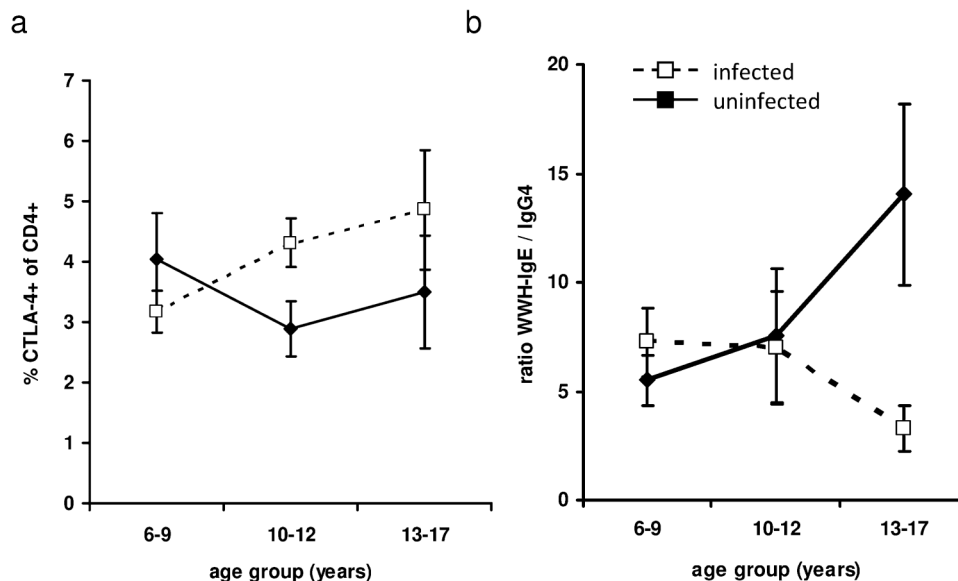 a
7
6
5
4
3
2
1
0
% CTLA-4+ of CD4+
6-9
10-12
13-17
age group (years)
b
infected
uninfected
20
15
10
5
0
ratio WWH-IgE / IgG4
6-9
10-12
13-17
age group (years)